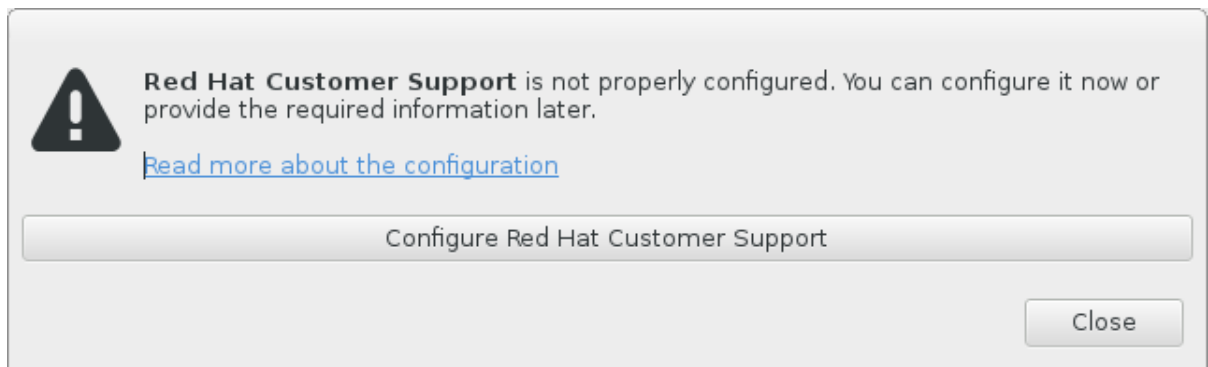 Red Hat Customer Support is not properly configured. You can configure it now or
provide the required information later.
Read more about the configuration
Configure Red Hat Customer Support
Close